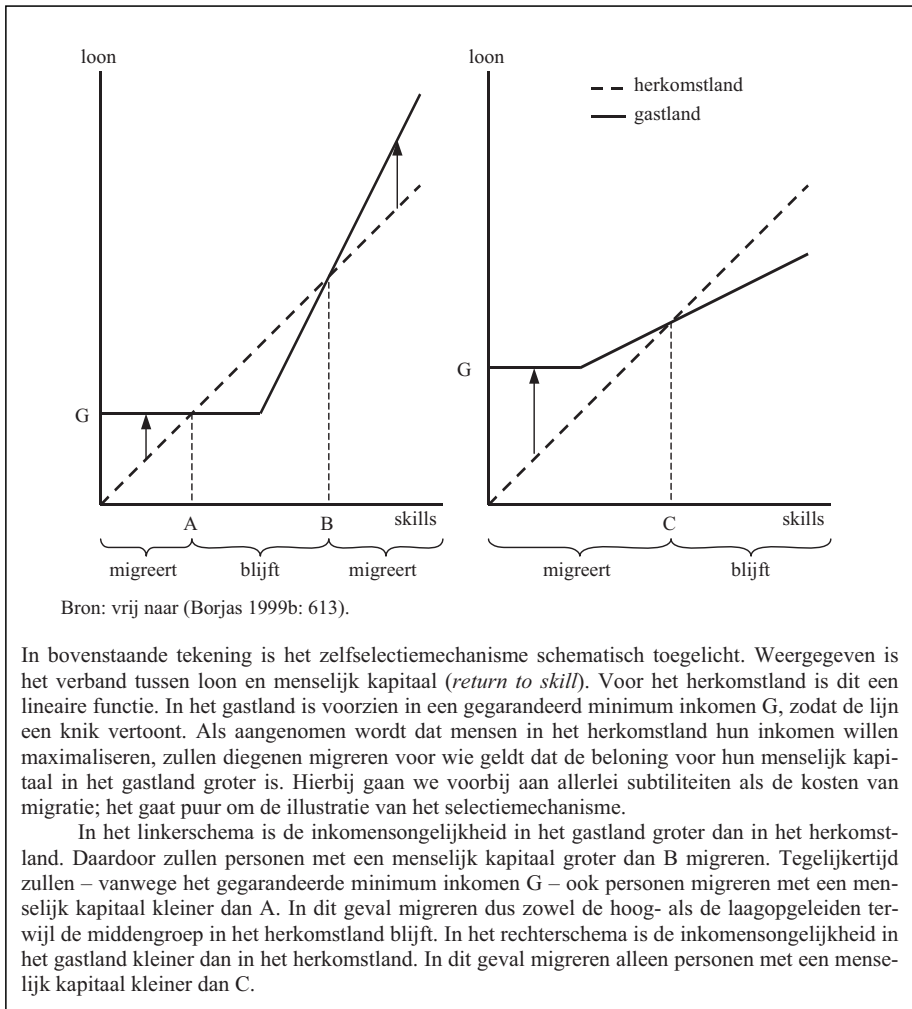 loon
loon
herkomstland
gastland
G
G
A
B
skills
C
skills
migreert
blijft
migreert
migreert
blijft
Bron: vrij naar (Borjas 1999b: 613).
In bovenstaande tekening is het zelfselectiemechanisme schematisch toegelicht. Weergegeven is
het verband tussen loon en menselijk kapitaal (return to skill). Voor het herkomstland is dit een
lineaire functie. In het gastland is voorzien in een gegarandeerd minimum inkomen G, zodat de lijn
een knik vertoont. Als aangenomen wordt dat mensen in het herkomstland hun inkomen willen
maximaliseren, zullen diegenen migreren voor wie geldt dat de beloning voor hun menselijk kapi-
taal in het gastland groter is. Hierbij gaan we voorbij aan allerlei subtiliteiten als de kosten van
migratie; het gaat puur om de illustratie van het selectiemechanisme.
In het linkerschema is de inkomensongelijkheid in het gastland groter dan in het herkomst-
land. Daardoor zullen personen met een menselijk kapitaal groter dan B migreren. Tegelijkertijd
zullen – vanwege het gegarandeerde minimum inkomen G – ook personen migreren met een men-
selijk kapitaal kleiner dan A. In dit geval migreren dus zowel de hoog- als de laagopgeleiden ter-
wijl de middengroep in het herkomstland blijft. In het rechterschema is de inkomensongelijkheid in
het gastland kleiner dan in het herkomstland. In dit geval migreren alleen personen met een mense-
lijk kapitaal kleiner dan C.